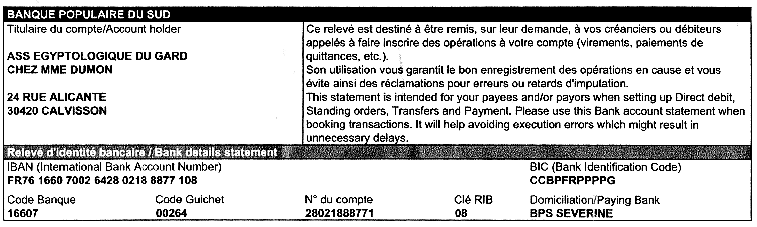 BANQUE POPULAIRE DU SUD
Titulaire du compte/Account holder
ASS EGYPTOLOGIQUE DU GARD
CHEZ MME DUMON
24 RUE ALICANTE
30420 CALVISSON
Ce relevé est destiné à être remis, sur leur demande, à vos créanciers ou débiteurs
appelés à faire inscrire des opérations à votre compte (virements, paiements de
quittances, etc.).
Son utilisation vous garantit le bon enregistrement des opérations en cause et vous
évite ainsi des réclamations pour erreurs ou retards d'imputation.
This statement is intended for your payees and/or payors when setting up Direct debit,
Standing orders, Transfers and Payment. Please use this Bank account statement when
booking transactions. It will help avoiding execution errors which might result in
unnecessary delays.
Relevé d'identité bancaire / Bank details statement
IBAN (International Bank Account Number) BIC (Bank Identification Code)
FR76 1660 7002 6428 0218 8877 108 CCBPFRPPPPG
Code Banque Code Guichet N° du compte Clé RIB Domiciliation/Paying Bank
16607 00264 28021888771 08 BPS SEVERINE